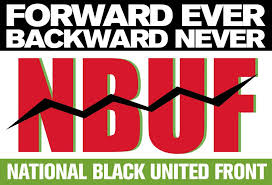 FORWARD EVER
BACKWARD NEVER
NBUF
NATIONAL BLACK UNITED FRONT